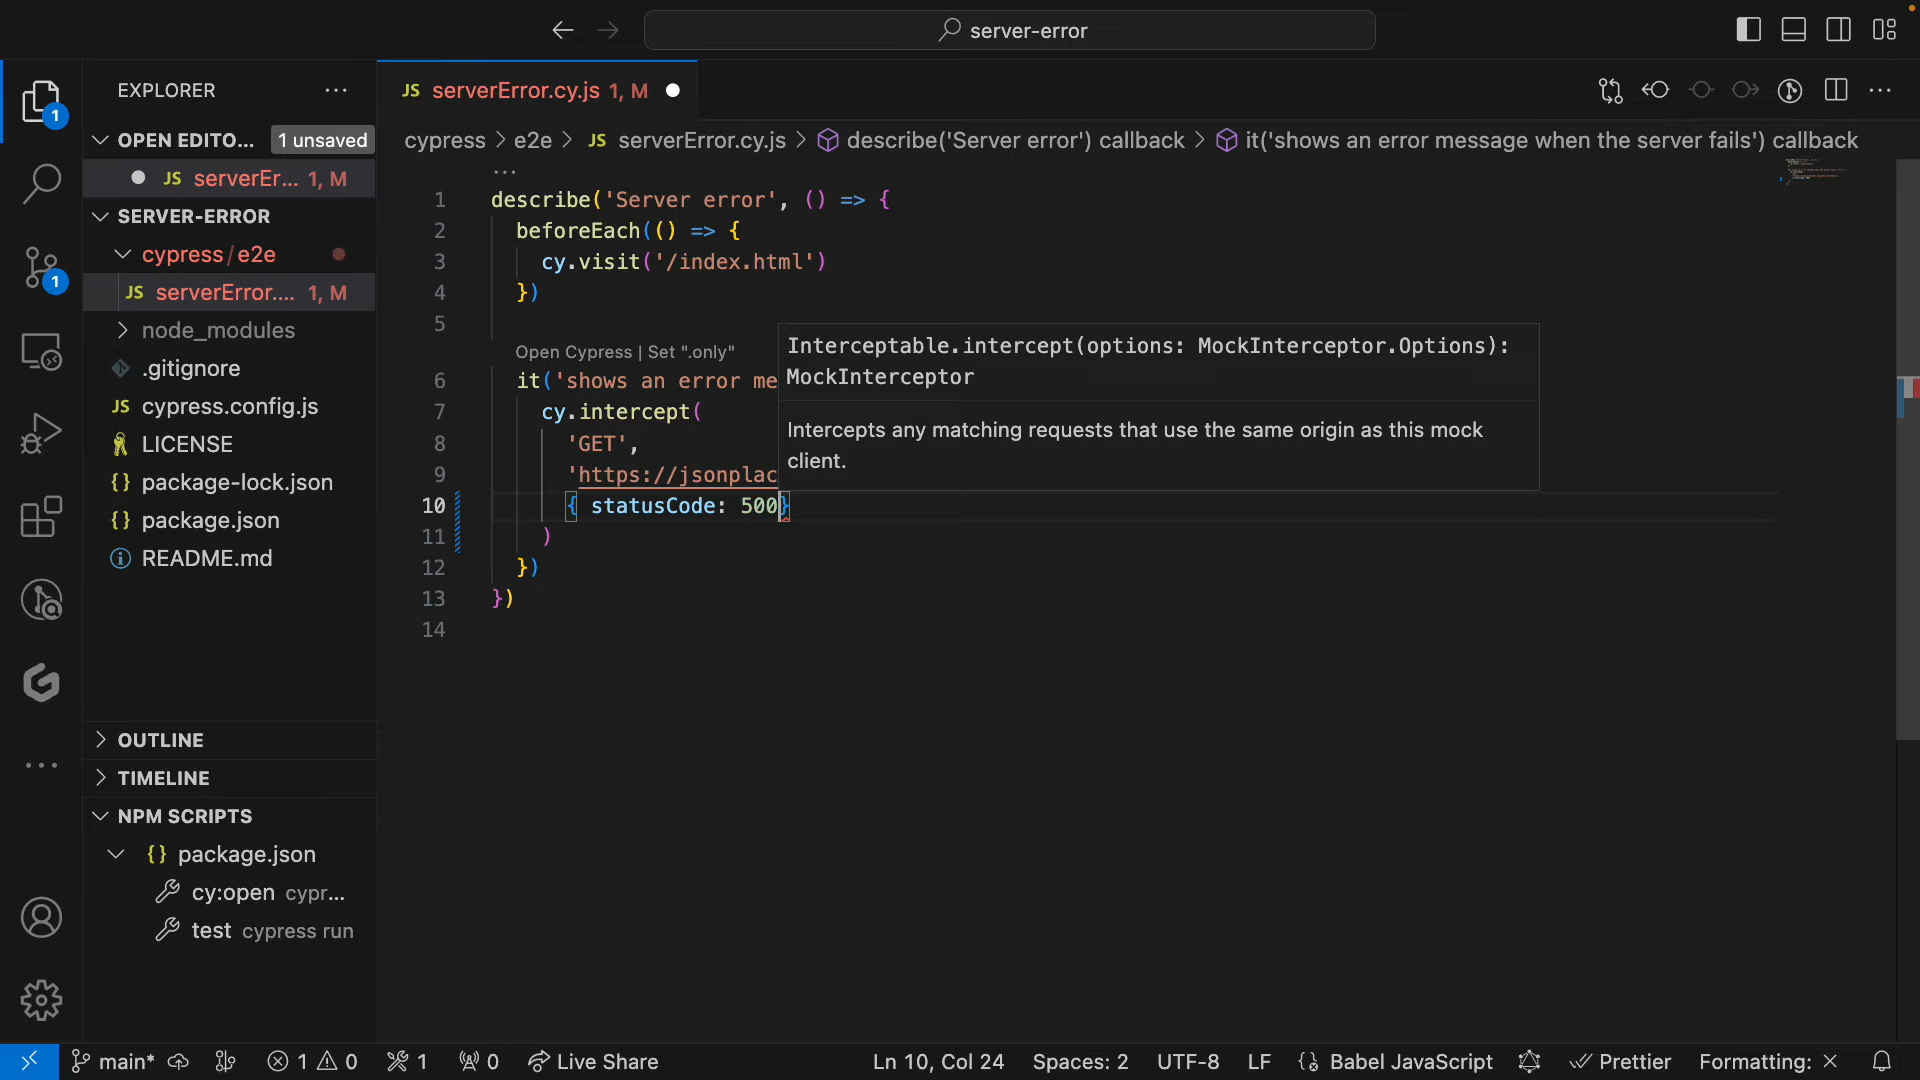 server-error
EXPLORER
JS serverError.cy.js 1, M
OPEN EDITO... 1 unsaved
cypress > e2e > JS serverError.cy.js > describe('Server error') callback > it('shows an error message when the server fails') callback
JS serverEr... 1, M
SERVER-ERROR
cypress/e2e
JS serverError.... 1, M
node_modules
.gitignore
JS cypress.config.js
LICENSE
{} package-lock.json
{} package.json
README.md
OUTLINE
TIMELINE
NPM SCRIPTS
{} package.json
cy:open cypr...
test cypress run
1
1
1 describe('Server error', () => {
2 beforeEach(() => {
3 cy.visit('/index.html')
4 })
5
Open Cypress | Set ".only"
6 it('shows an error me
7 cy.intercept(
8 'GET',
9 'https://jsonplac
10 { statusCode: 500}
11 )
12 })
13 })
14
Interceptable.intercept(options: MockInterceptor.Options):
MockInterceptor
Intercepts any matching requests that use the same origin as this mock
client.
main* 1 0 1 0 Live Share Ln 10, Col 24 Spaces: 2 UTF-8 LF {} Babel JavaScript Prettier Formatting: ×